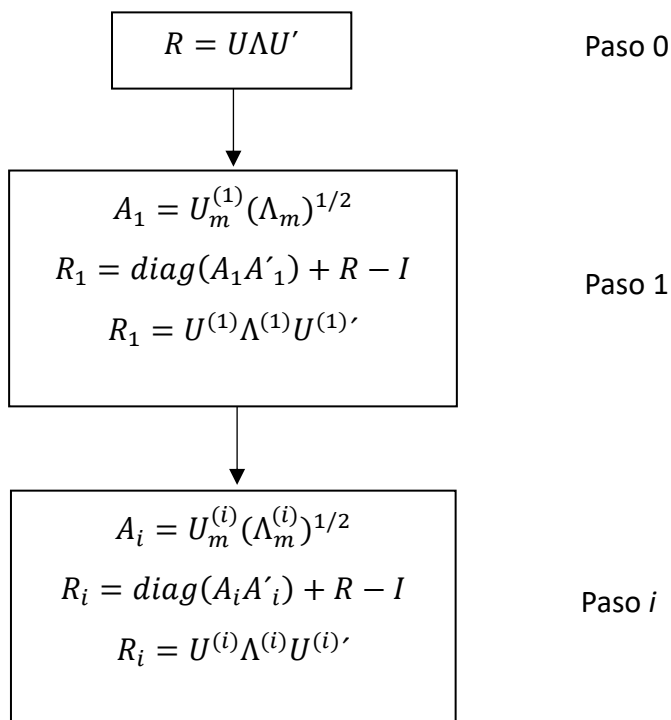 R = UΛU′
Paso 0
A₁ = U_m^{(1)}(Λ_m)^{1/2}
R₁ = diag(A₁A´₁) + R − I
R₁ = U^{(1)}Λ^{(1)}U^{(1)}´
Paso 1
A_i = U_m^{(i)}(Λ_m^{(i)})^{1/2}
R_i = diag(A_iA´_i) + R − I
R_i = U^{(i)}Λ^{(i)}U^{(i)}´
Paso i